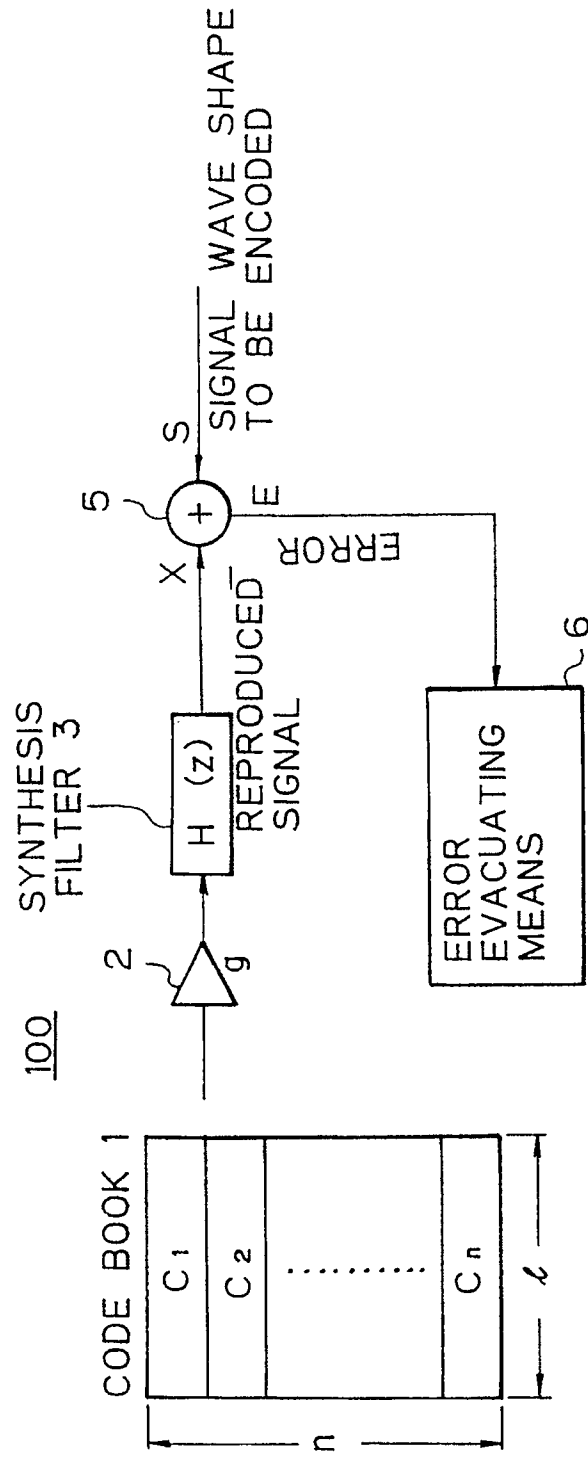 100
CODE BOOK 1
C1
C2
..........
Cn
n
ℓ
2
g
SYNTHESIS
FILTER 3
H (z)
REPRODUCED
SIGNAL
X
5
+
-
S
SIGNAL WAVE SHAPE
TO BE ENCODED
E
ERROR
ERROR
EVACUATING
MEANS
6